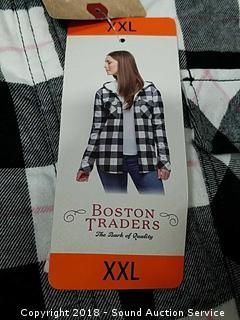 XXL
BOSTON
TRADERS
The Mark of Quality
XXL
Copyright 2018 - Sound Auction Service